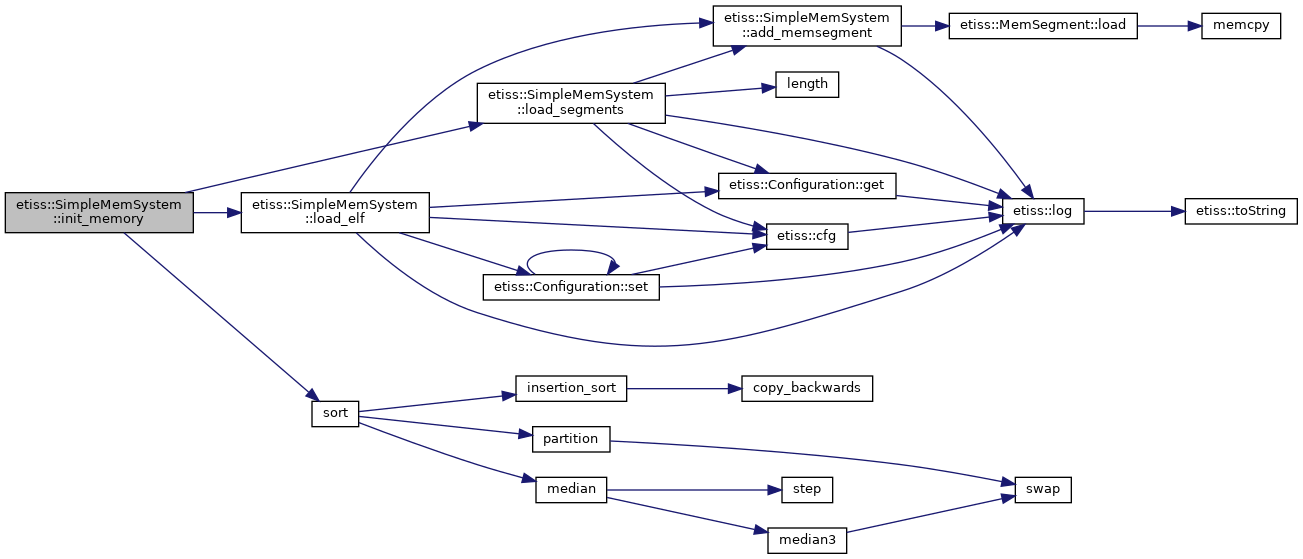 etiss::SimpleMemSystem
::init_memory
etiss::SimpleMemSystem
::load_segments
etiss::SimpleMemSystem
::load_elf
etiss::SimpleMemSystem
::add_memsegment
etiss::MemSegment::load
memcpy
length
etiss::Configuration::get
etiss::cfg
etiss::Configuration::set
etiss::log
etiss::toString
sort
insertion_sort
copy_backwards
partition
median
step
median3
swap